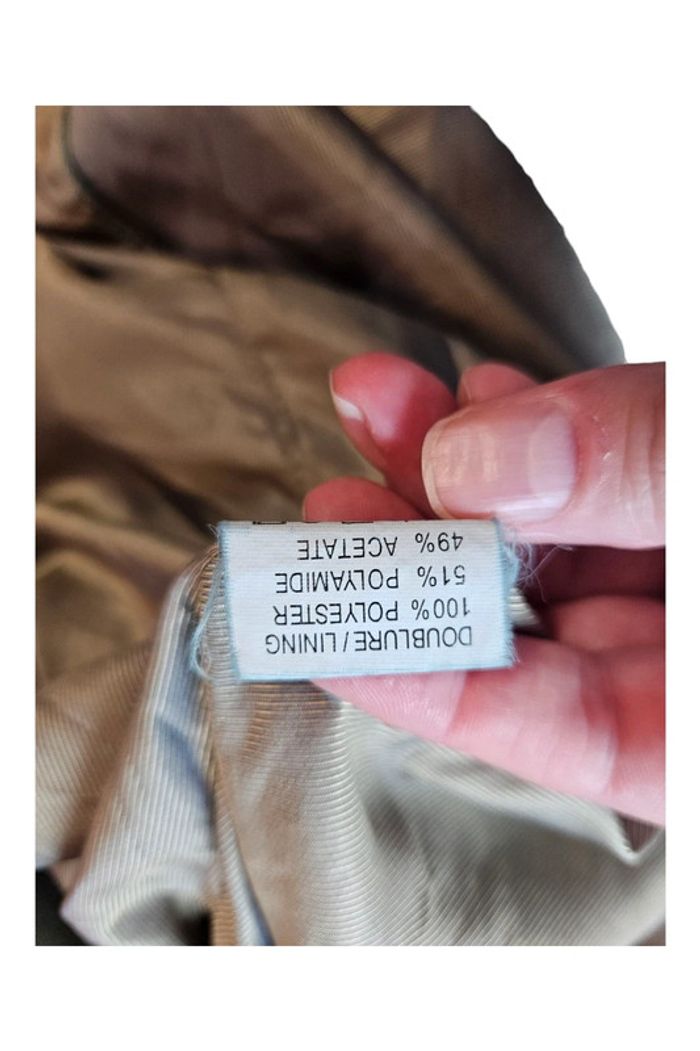 DOUBLURE / LINING
100% POLYESTER
51% POLYAMIDE
49% ACETATE